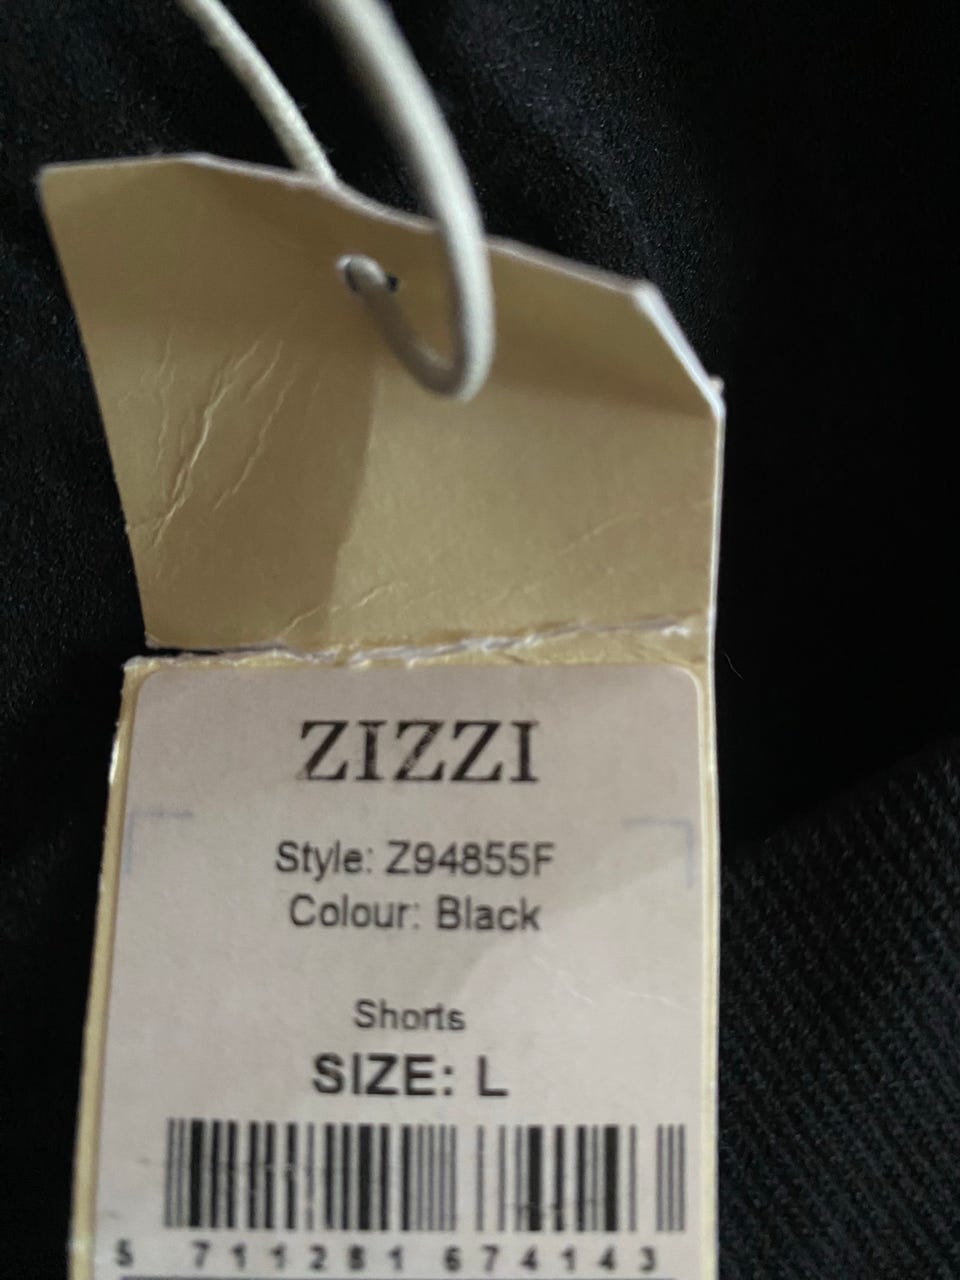 ZIZZI
Style: Z94855F
Colour: Black
Shorts
SIZE: L
5 711281 674143